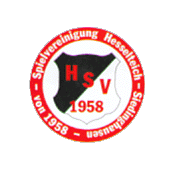 Spielvereinigung Hesselteich - Siedinghausen - von 1958 -
HSV
1958